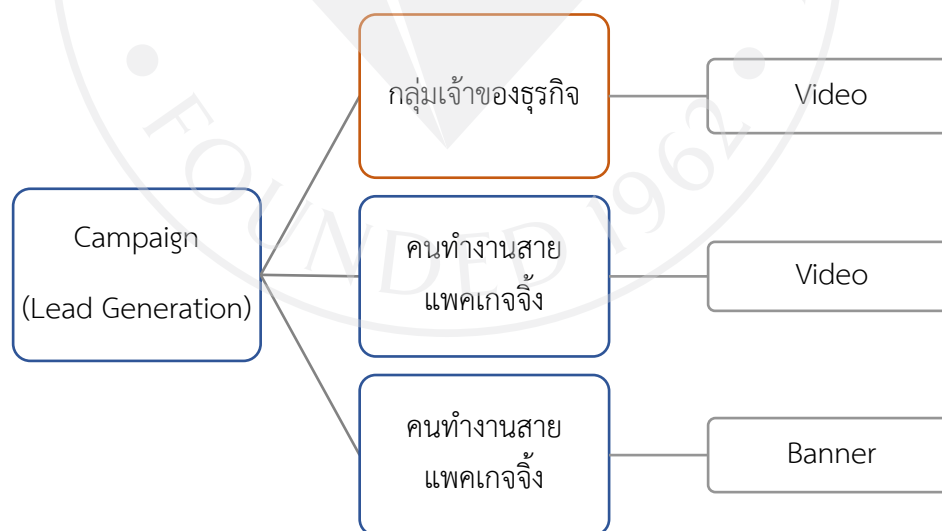 กลุ่มเจ้าของธุรกิจ
Video
Campaign
(Lead Generation)
คนทำงานสาย
แพคเกจจิ้ง
Video
คนทำงานสาย
แพคเกจจิ้ง
Banner
FOUNDED 1962